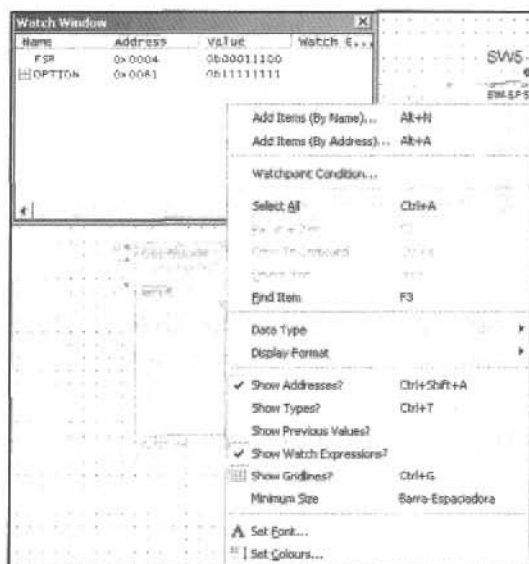 Watch Window
Name Address Value Watch E...
FSR 0x0004 0b00011100
OPTION 0x0081 0b11111111
SW5
Add Items (By Name)... Alt+N
Add Items (By Address)... Alt+A
Watchpoint Condition...
Select All Ctrl+A
Find Item F3
Data Type
Display Format
Show Addresses? Ctrl+Shift+A
Show Types? Ctrl+T
Show Previous Values?
Show Watch Expressions?
Show Gridlines? Ctrl+G
Minimum Size Barra-Espaciadora
Set Font...
Set Colours...